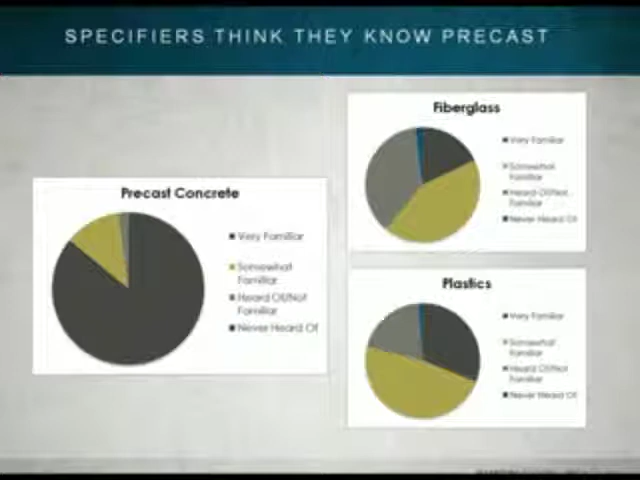 SPECIFIERS THINK THEY KNOW PRECAST
Precast Concrete
Very Familiar
Somewhat
Familiar
Heard Of/Not
Familiar
Never Heard Of
Fiberglass
Very Familiar
Somewhat
Familiar
Heard Of/Not
Familiar
Never Heard Of
Plastics
Very Familiar
Somewhat
Familiar
Heard Of/Not
Familiar
Never Heard Of